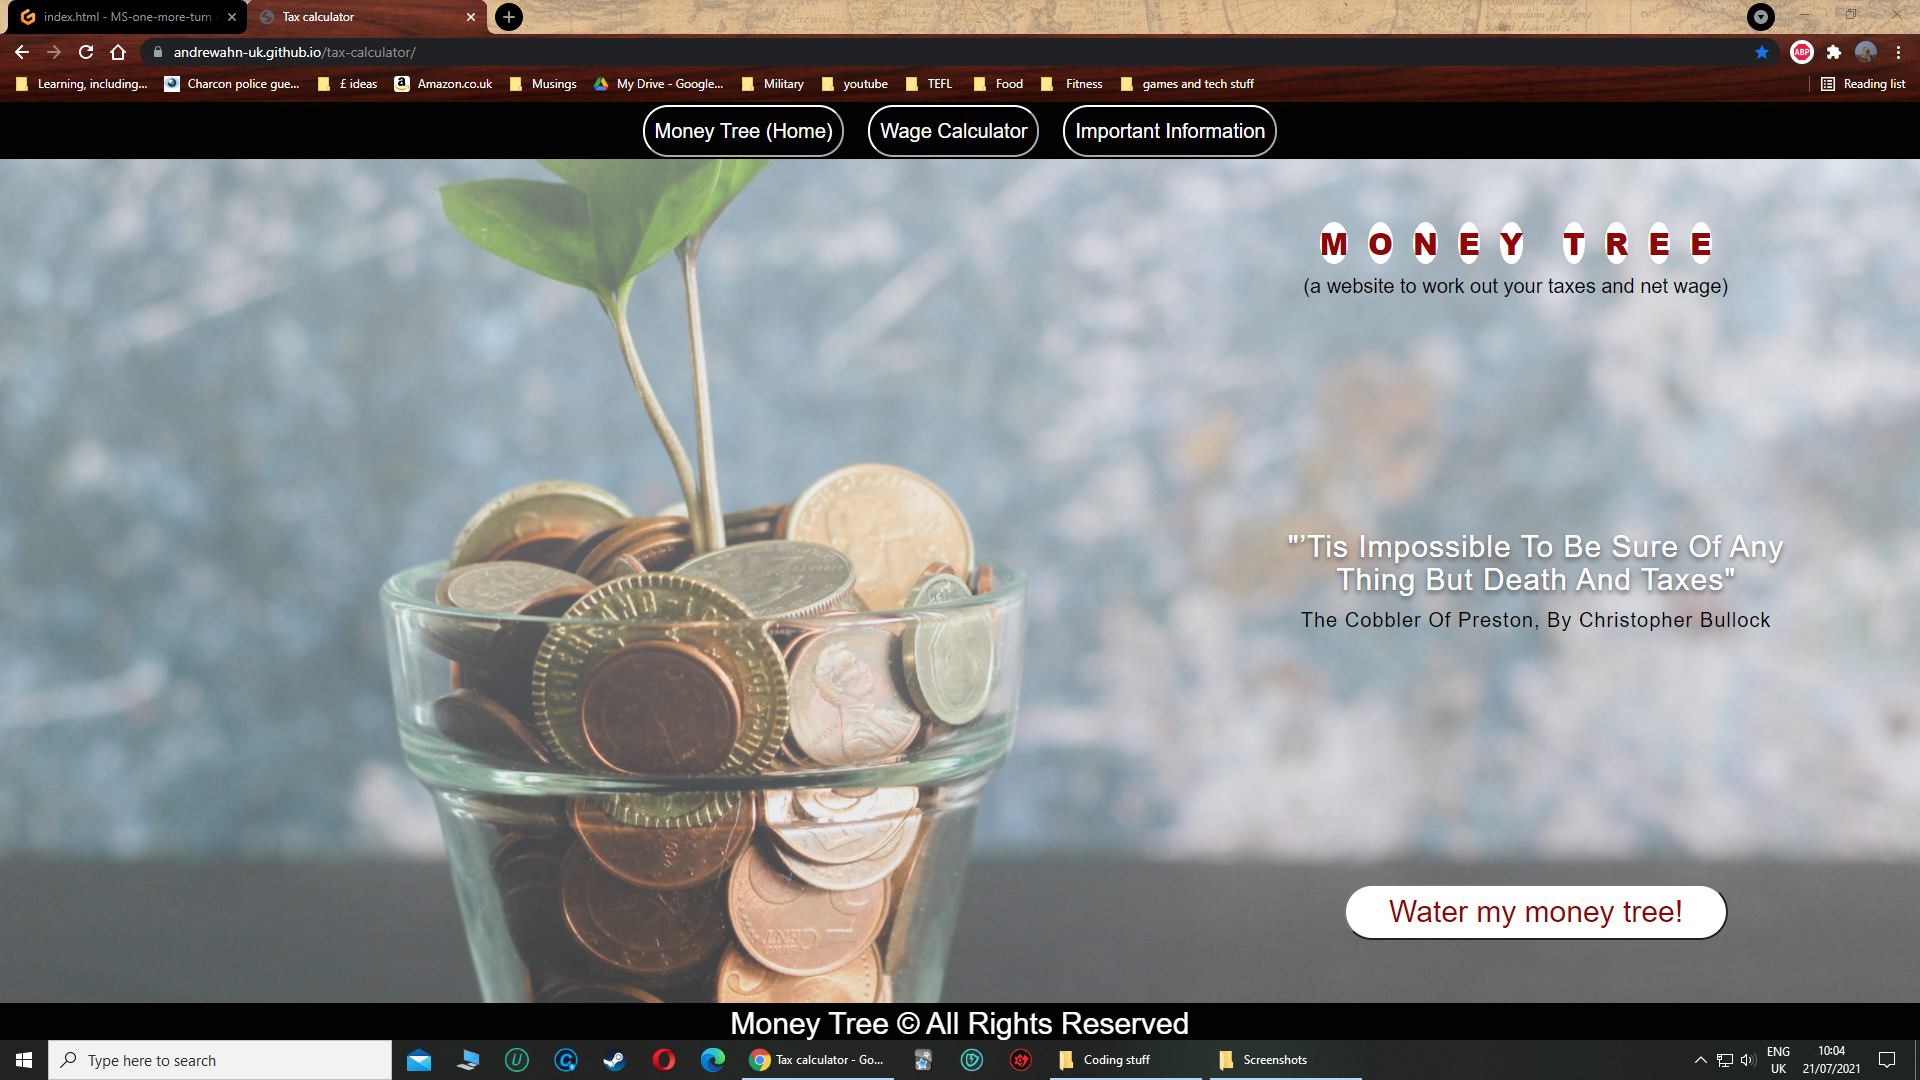 index.html - MS-one-more-turn
Tax calculator
andrewahn-uk.github.io/tax-calculator/
ABP
Learning, including...
Charcon police gue...
£ ideas
Amazon.co.uk
Musings
My Drive - Google...
Military
youtube
TEFL
Food
Fitness
games and tech stuff
Reading list
Money Tree (Home)
Wage Calculator
Important Information
MONEY TREE
(a website to work out your taxes and net wage)
"’Tis Impossible To Be Sure Of Any
Thing But Death And Taxes"
The Cobbler Of Preston, By Christopher Bullock
Water my money tree!
Money Tree © All Rights Reserved
Type here to search
Tax calculator - Go...
Coding stuff
Screenshots
ENG
UK
10:04
21/07/2021